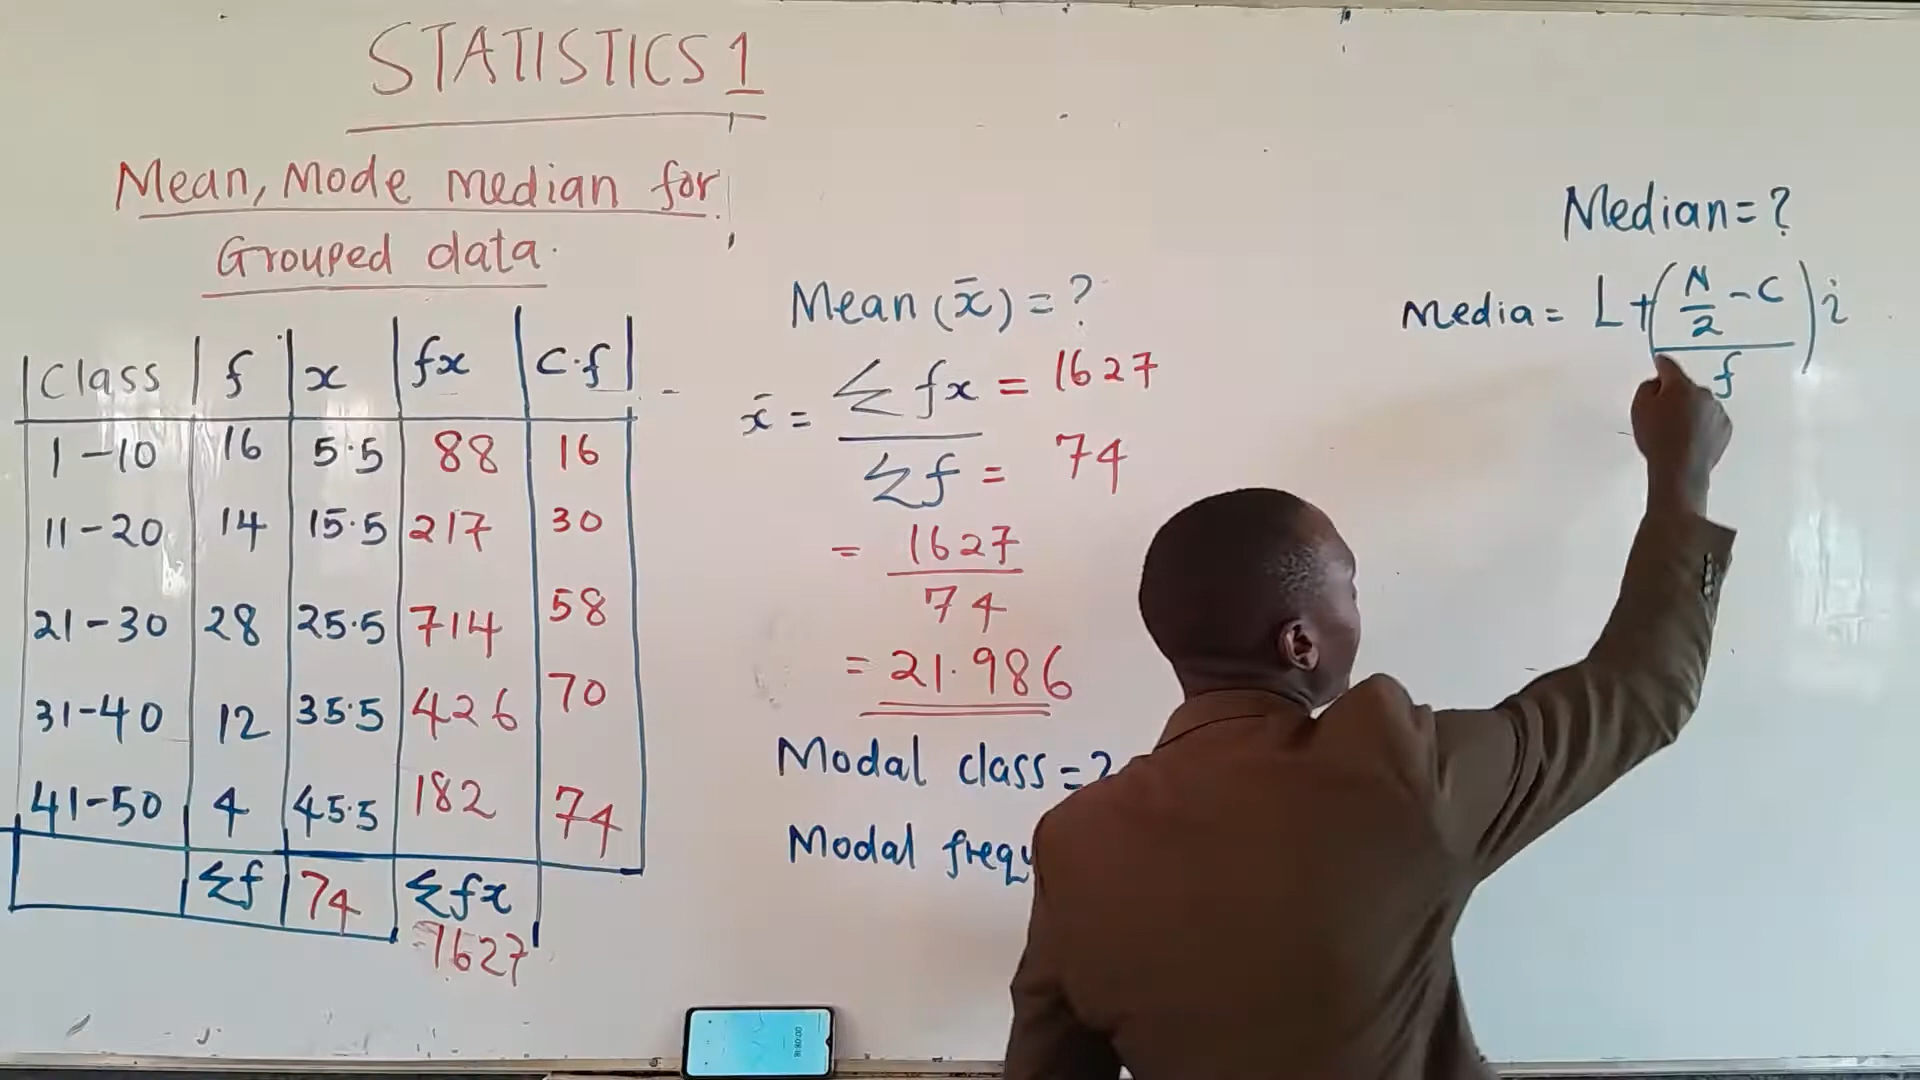 STATISTICS 1
Mean, Mode median for
Grouped data.
Class f x fx C.f
1-10 16 5.5 88 16
11-20 14 15.5 217 30
21-30 28 25.5 714 58
31-40 12 35.5 426 70
41-50 4 45.5 182 74
Σf 74 Σfx
=1627
Mean (x̄) = ?
x̄ = Σfx = 1627
Σf = 74
= 1627
74
= 21.986
Modal class = ?
Modal frequ
Median = ?
Media = L + (N/2 - C / f) i